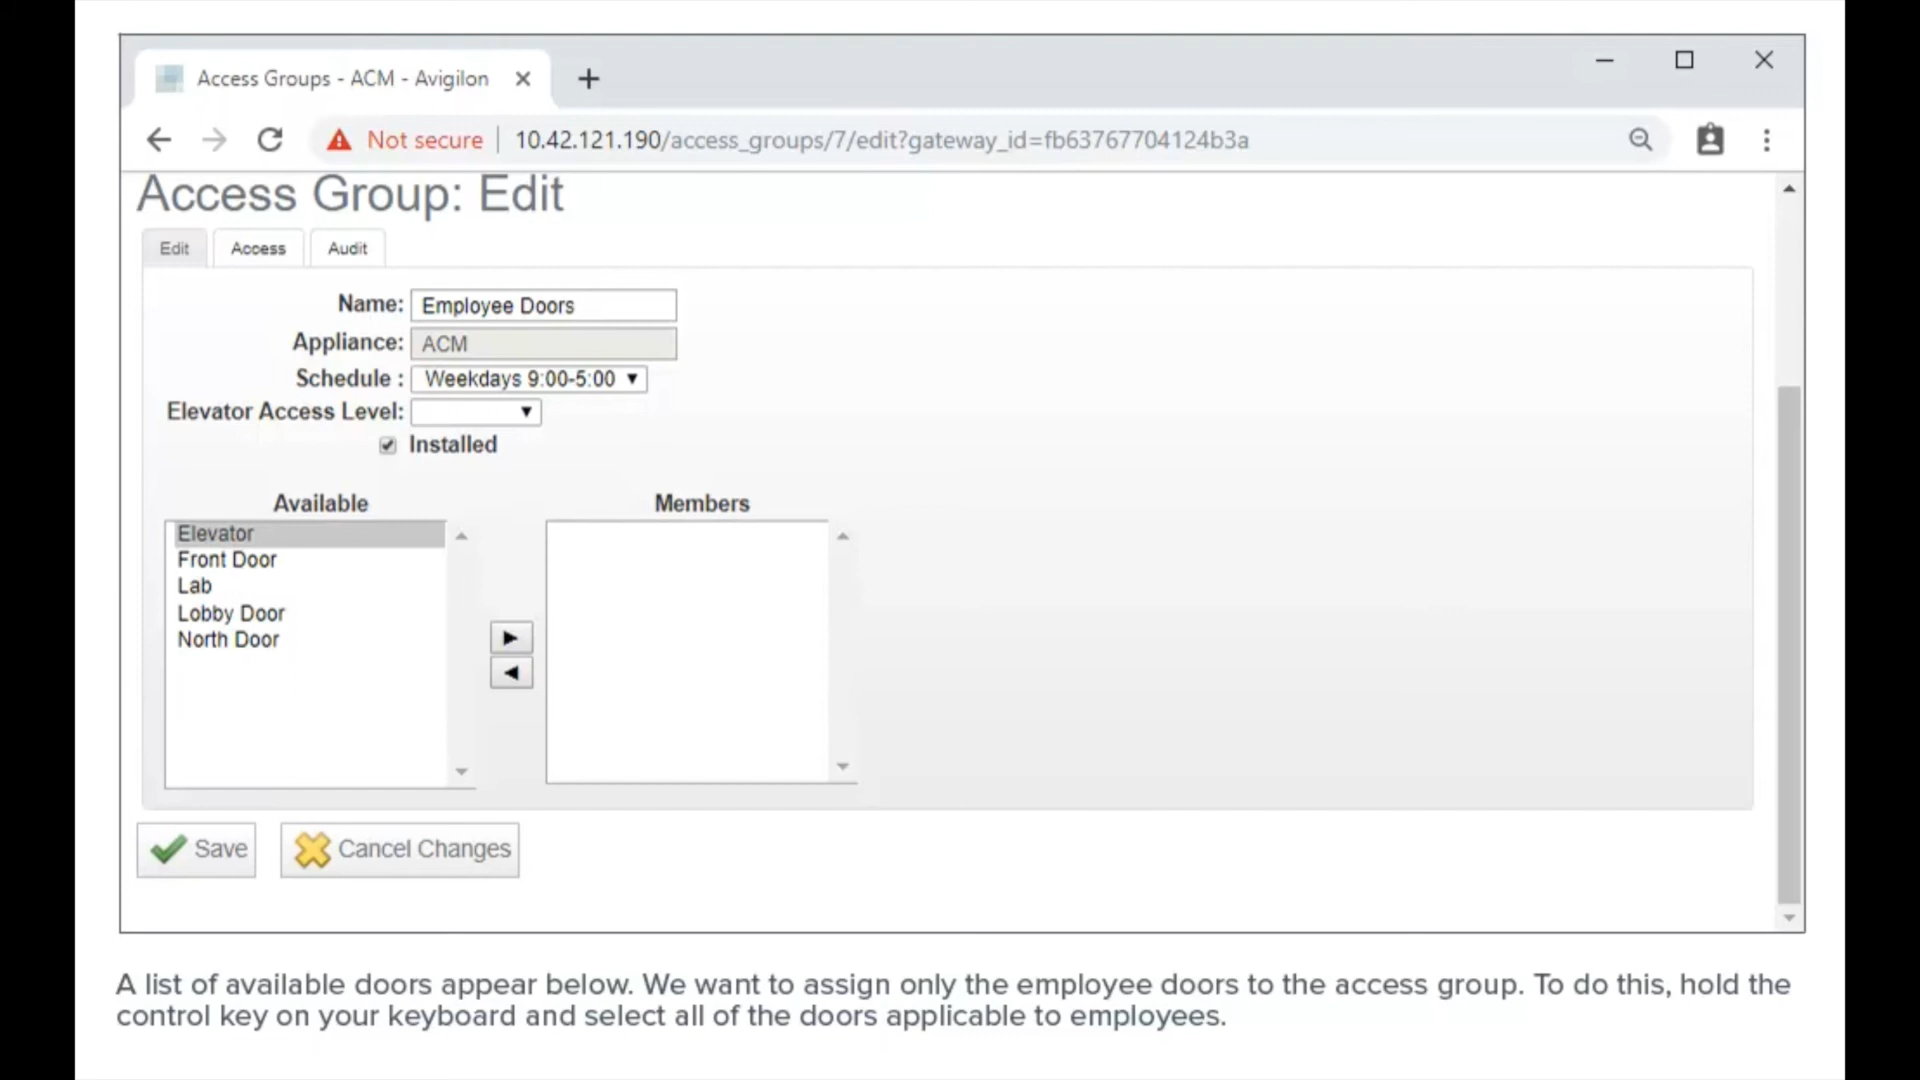 Access Groups - ACM - Avigilon
Not secure 10.42.121.190/access_groups/7/edit?gateway_id=fb63767704124b3a
Access Group: Edit
Edit Access Audit
Name: Employee Doors
Appliance: ACM
Schedule : Weekdays 9:00-5:00
Elevator Access Level:
Installed
Available Members
Elevator
Front Door
Lab
Lobby Door
North Door
Save Cancel Changes
A list of available doors appear below. We want to assign only the employee doors to the access group. To do this, hold the
control key on your keyboard and select all of the doors applicable to employees.